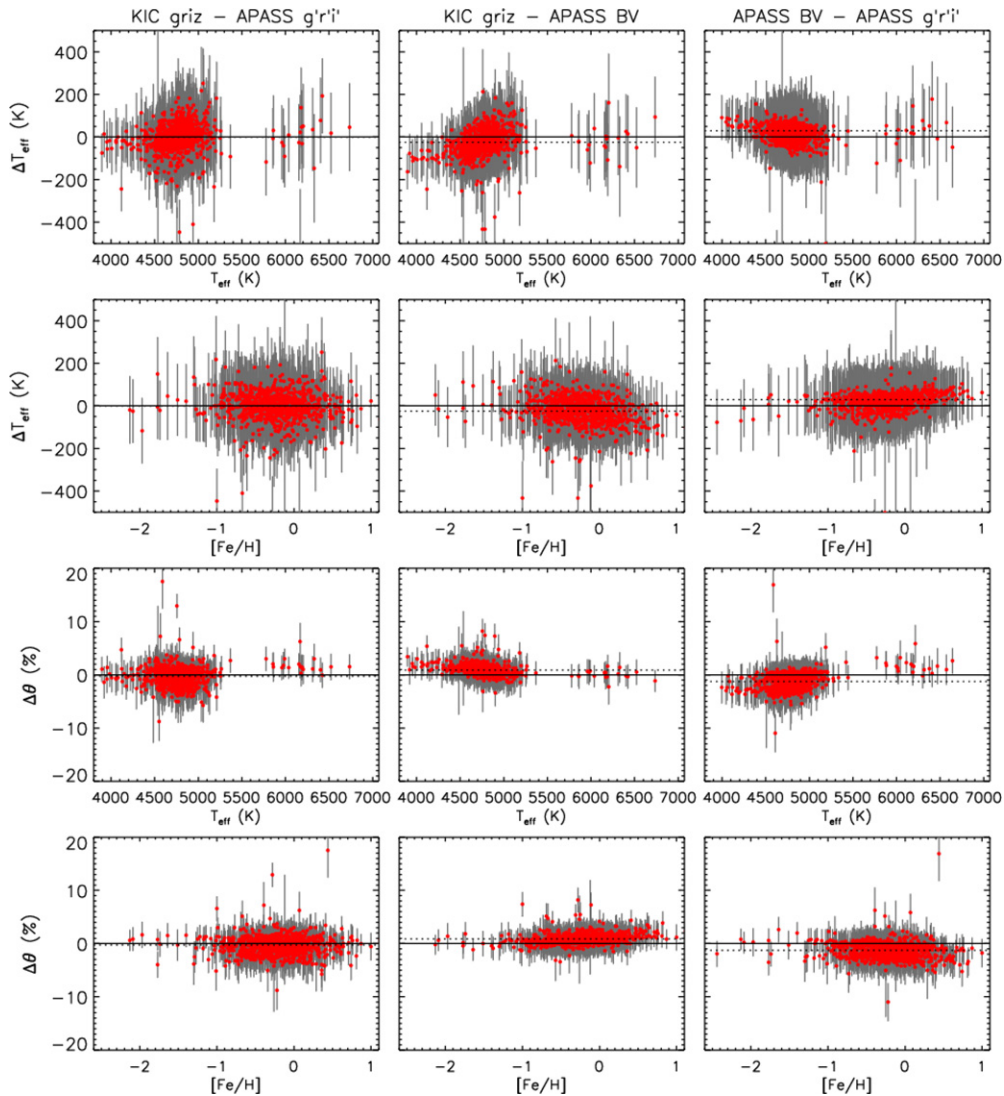 KIC griz − APASS g'r'i' KIC griz − APASS BV APASS BV − APASS g'r'i'
400
200
0
−200
−400
ΔTeff (K)
4000 4500 5000 5500 6000 6500 7000 4000 4500 5000 5500 6000 6500 7000 4000 4500 5000 5500 6000 6500 7000
Teff (K) Teff (K) Teff (K)
400
200
0
−200
−400
ΔTeff (K)
−2 −1 0 1 −2 −1 0 1 −2 −1 0 1
[Fe/H] [Fe/H] [Fe/H]
20
10
0
−10
−20
Δθ (%)
4000 4500 5000 5500 6000 6500 7000 4000 4500 5000 5500 6000 6500 7000 4000 4500 5000 5500 6000 6500 7000
Teff (K) Teff (K) Teff (K)
20
10
0
−10
−20
Δθ (%)
−2 −1 0 1 −2 −1 0 1 −2 −1 0 1
[Fe/H] [Fe/H] [Fe/H]